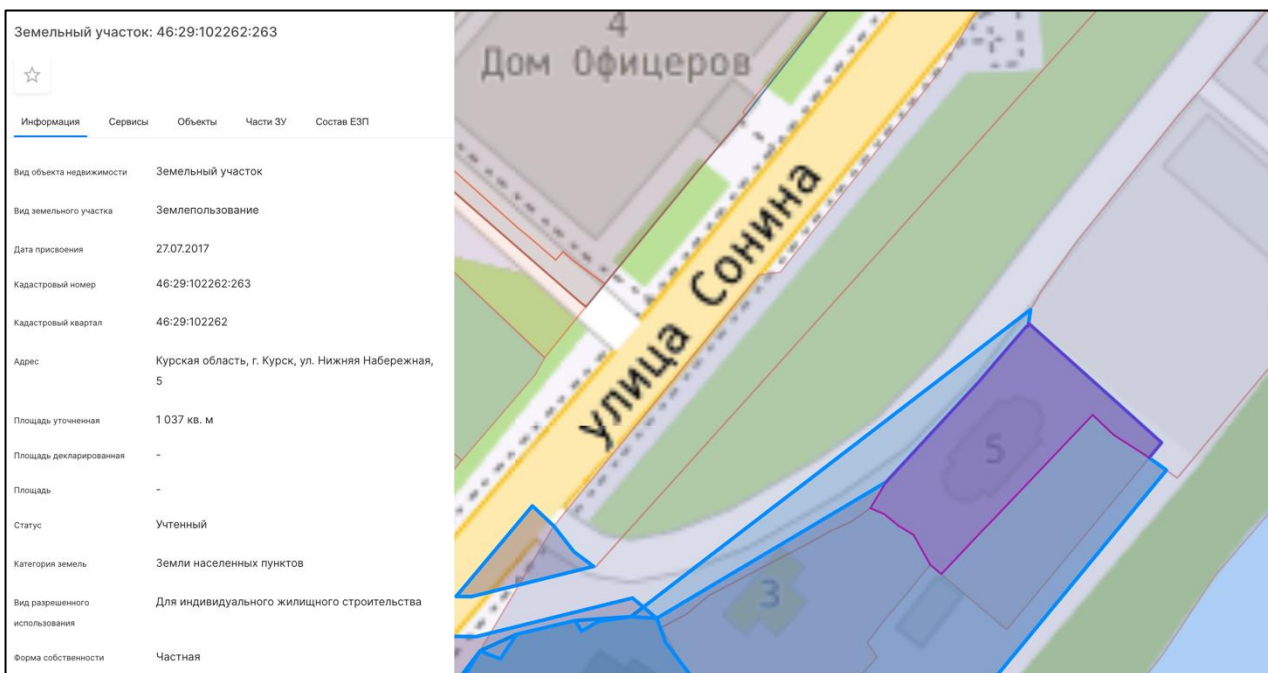 Земельный участок: 46:29:102262:263
Информация Сервисы Объекты Части ЗУ Состав ЕЗП
Вид объекта недвижимости Земельный участок
Вид земельного участка Землепользование
Дата присвоения 27.07.2017
Кадастровый номер 46:29:102262:263
Кадастровый квартал 46:29:102262
Адрес Курская область, г. Курск, ул. Нижняя Набережная,
5
Площадь уточненная 1 037 кв. м
Площадь декларированная -
Площадь -
Статус Учтенный
Категория земель Земли населенных пунктов
Вид разрешенного Для индивидуального жилищного строительства
использования
Форма собственности Частная
4
Дом Офицеров
улица Сонина
5
3